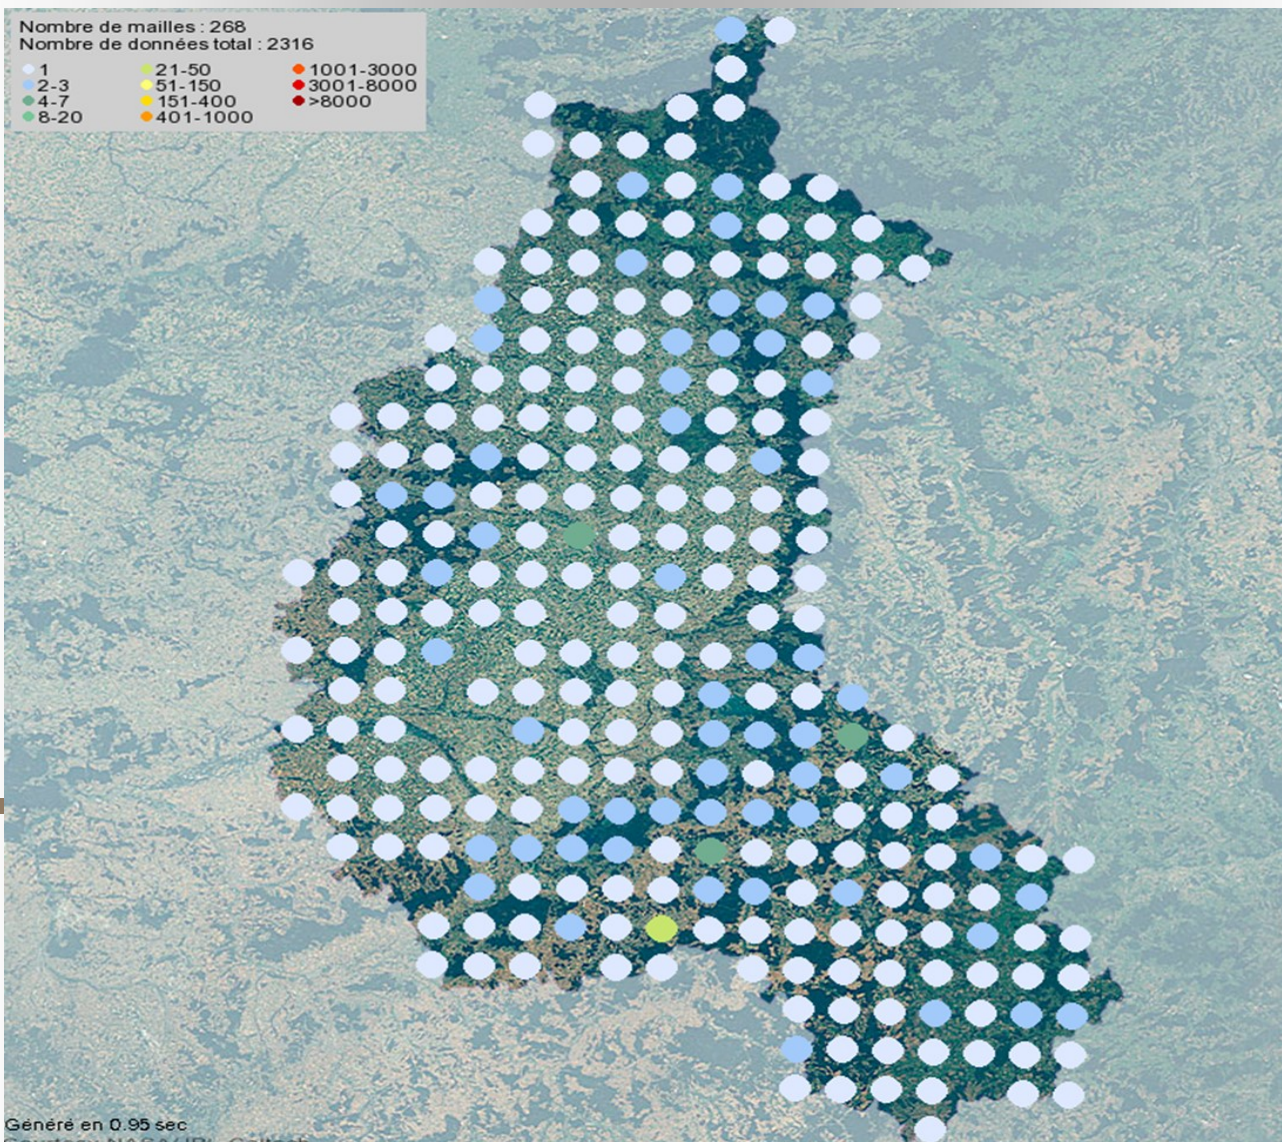 Nombre de mailles : 268
Nombre de données total : 2316
1 21-50 1001-3000
2-3 51-150 3001-8000
4-7 151-400 >8000
8-20 401-1000
Généré en 0.95 sec